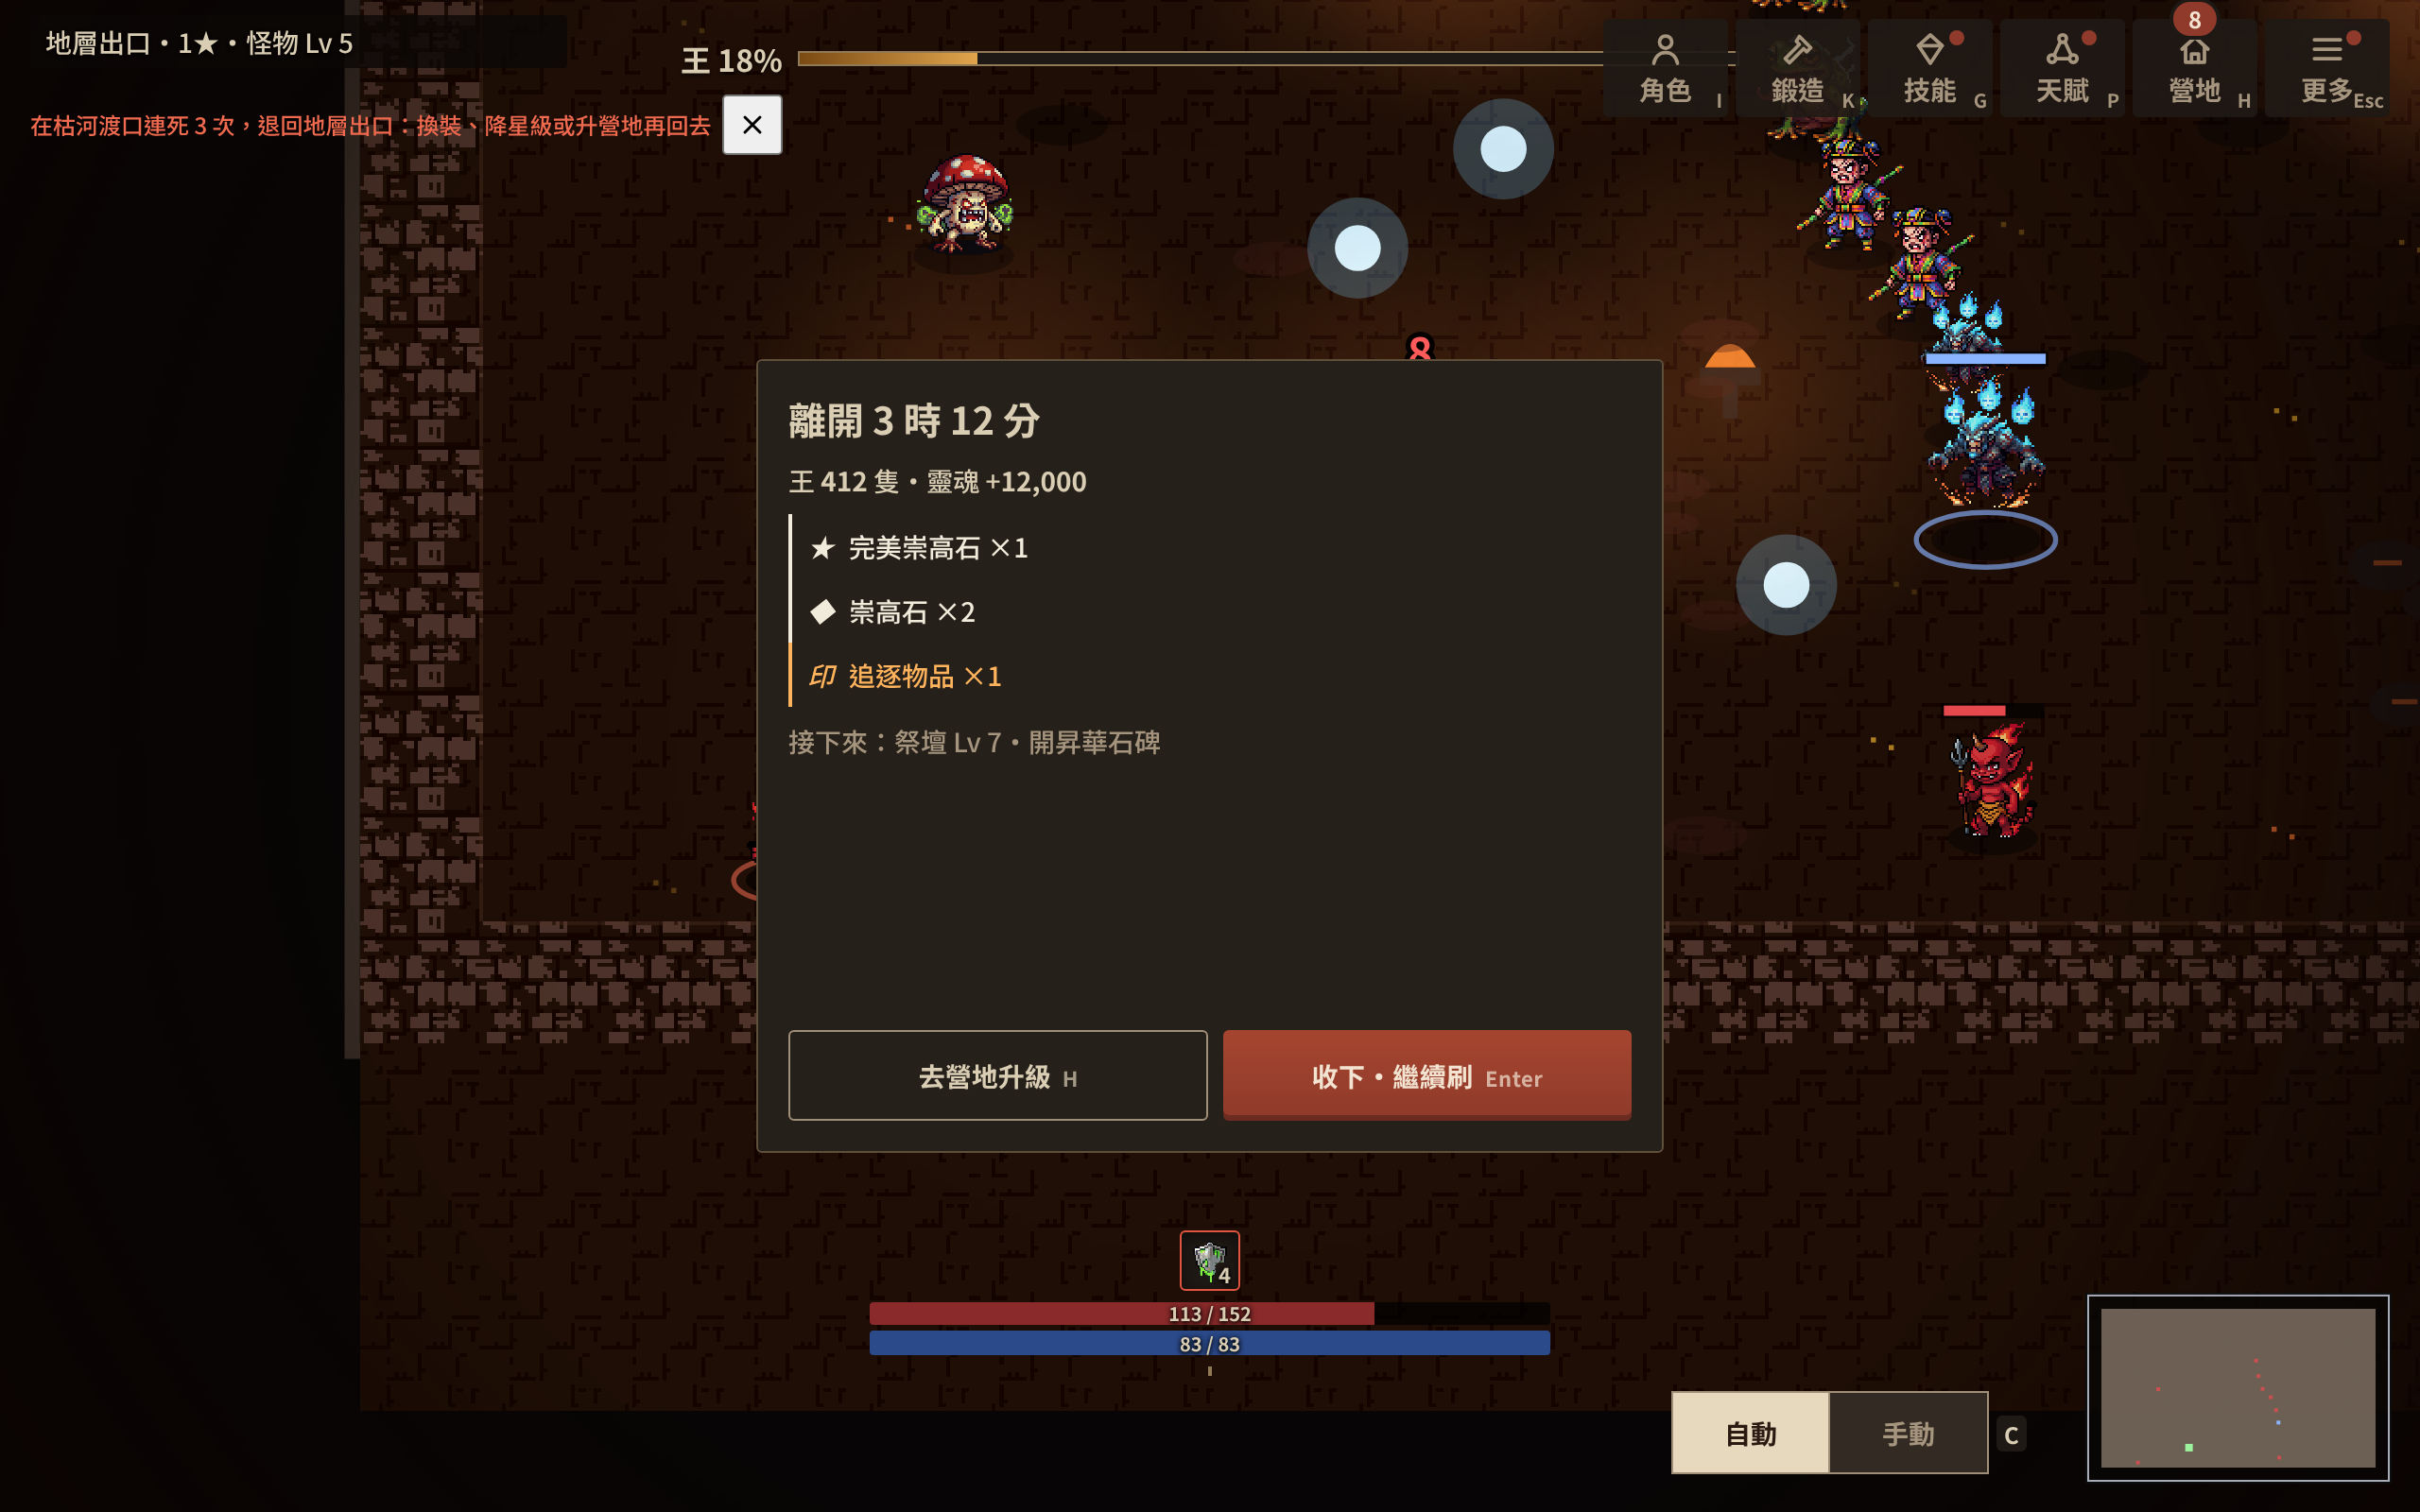 地層出口・1★・怪物 Lv 5
王 18%
8
角色 I
鍛造 K
技能 G
天賦 P
營地 H
更多 Esc
在枯河渡口連死 3 次，退回地層出口：換裝、降星級或升營地再回去
×
8
離開 3 時 12 分
王 412 隻・靈魂 +12,000
★ 完美崇高石 ×1
◆ 崇高石 ×2
印 追逐物品 ×1
接下來：祭壇 Lv 7・開昇華石碑
去營地升級 H
收下・繼續刷 Enter
4
113 / 152
83 / 83
自動
手動
C